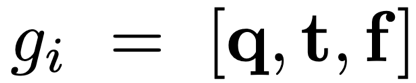 g_i = [q, t, f]